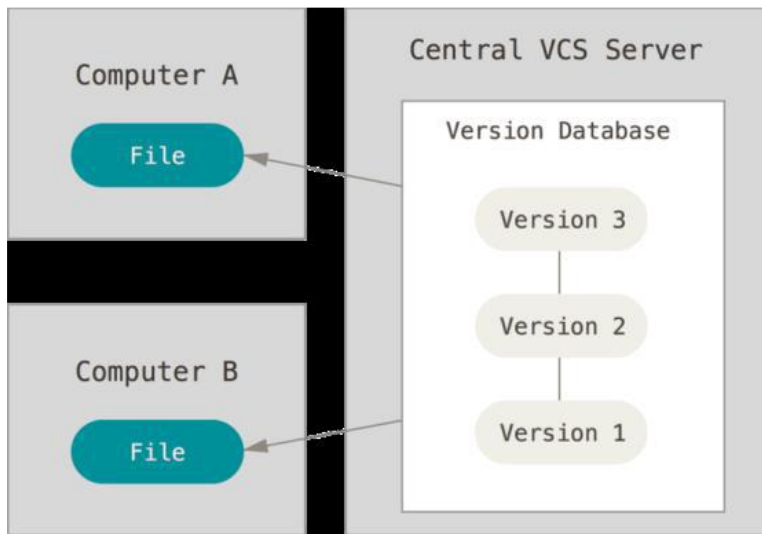 Computer A
File
Computer B
File
Central VCS Server
Version Database
Version 3
Version 2
Version 1